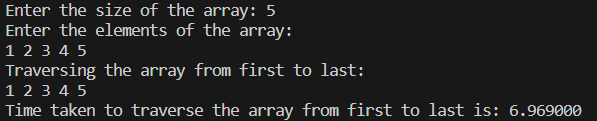 Enter the size of the array: 5
Enter the elements of the array:
1 2 3 4 5
Traversing the array from first to last:
1 2 3 4 5
Time taken to traverse the array from first to last is: 6.969000